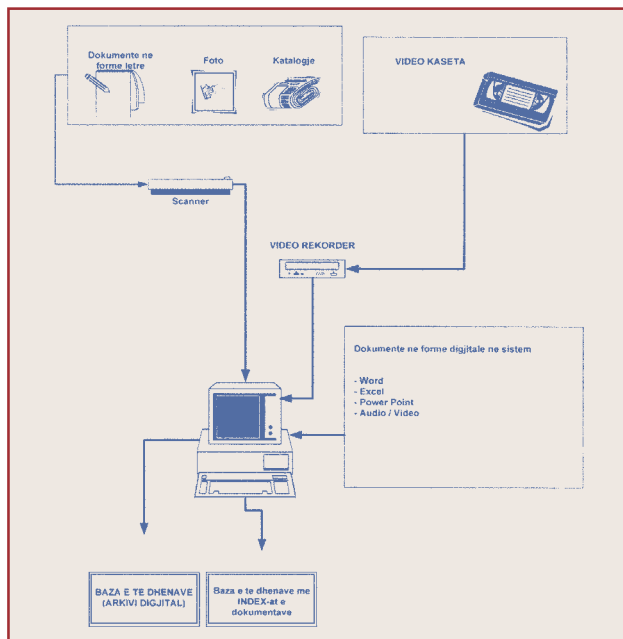 Dokumente ne
forme letre
Foto
Katalogje
VIDEO KASETA
Scanner
VIDEO REKORDER
Dokumente ne forme digjitale ne sistem
- Word
- Excel
- Power Point
- Audio / Video
BAZA E TE DHENAVE
(ARKIVI DIGJITAL)
Baza e te dhenave me
INDEX-at e
dokumentave